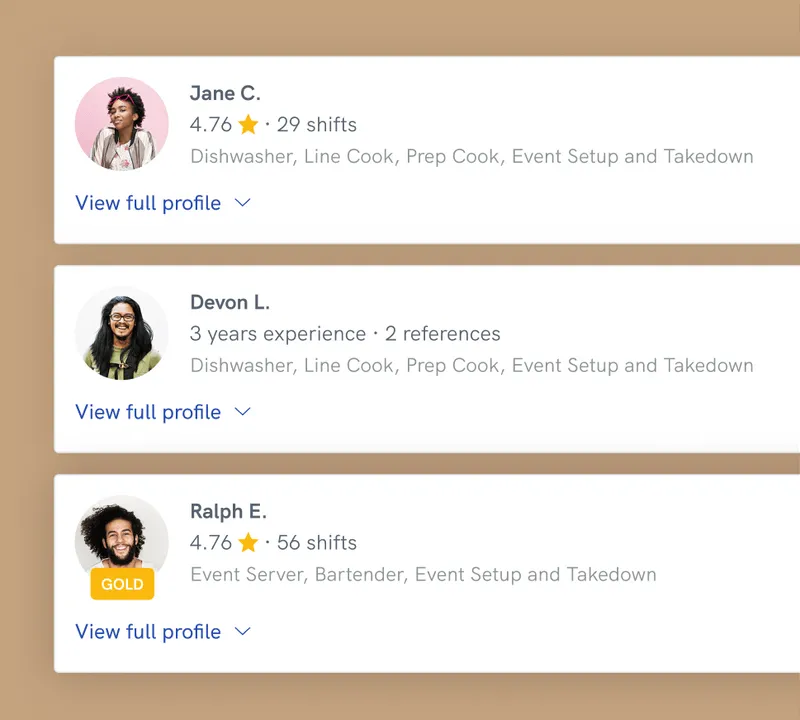 Jane C.
4.76 ⭐ · 29 shifts
Dishwasher, Line Cook, Prep Cook, Event Setup and Takedown
View full profile
Devon L.
3 years experience · 2 references
Dishwasher, Line Cook, Prep Cook, Event Setup and Takedown
View full profile
Ralph E.
4.76 ⭐ · 56 shifts
Event Server, Bartender, Event Setup and Takedown
GOLD
View full profile